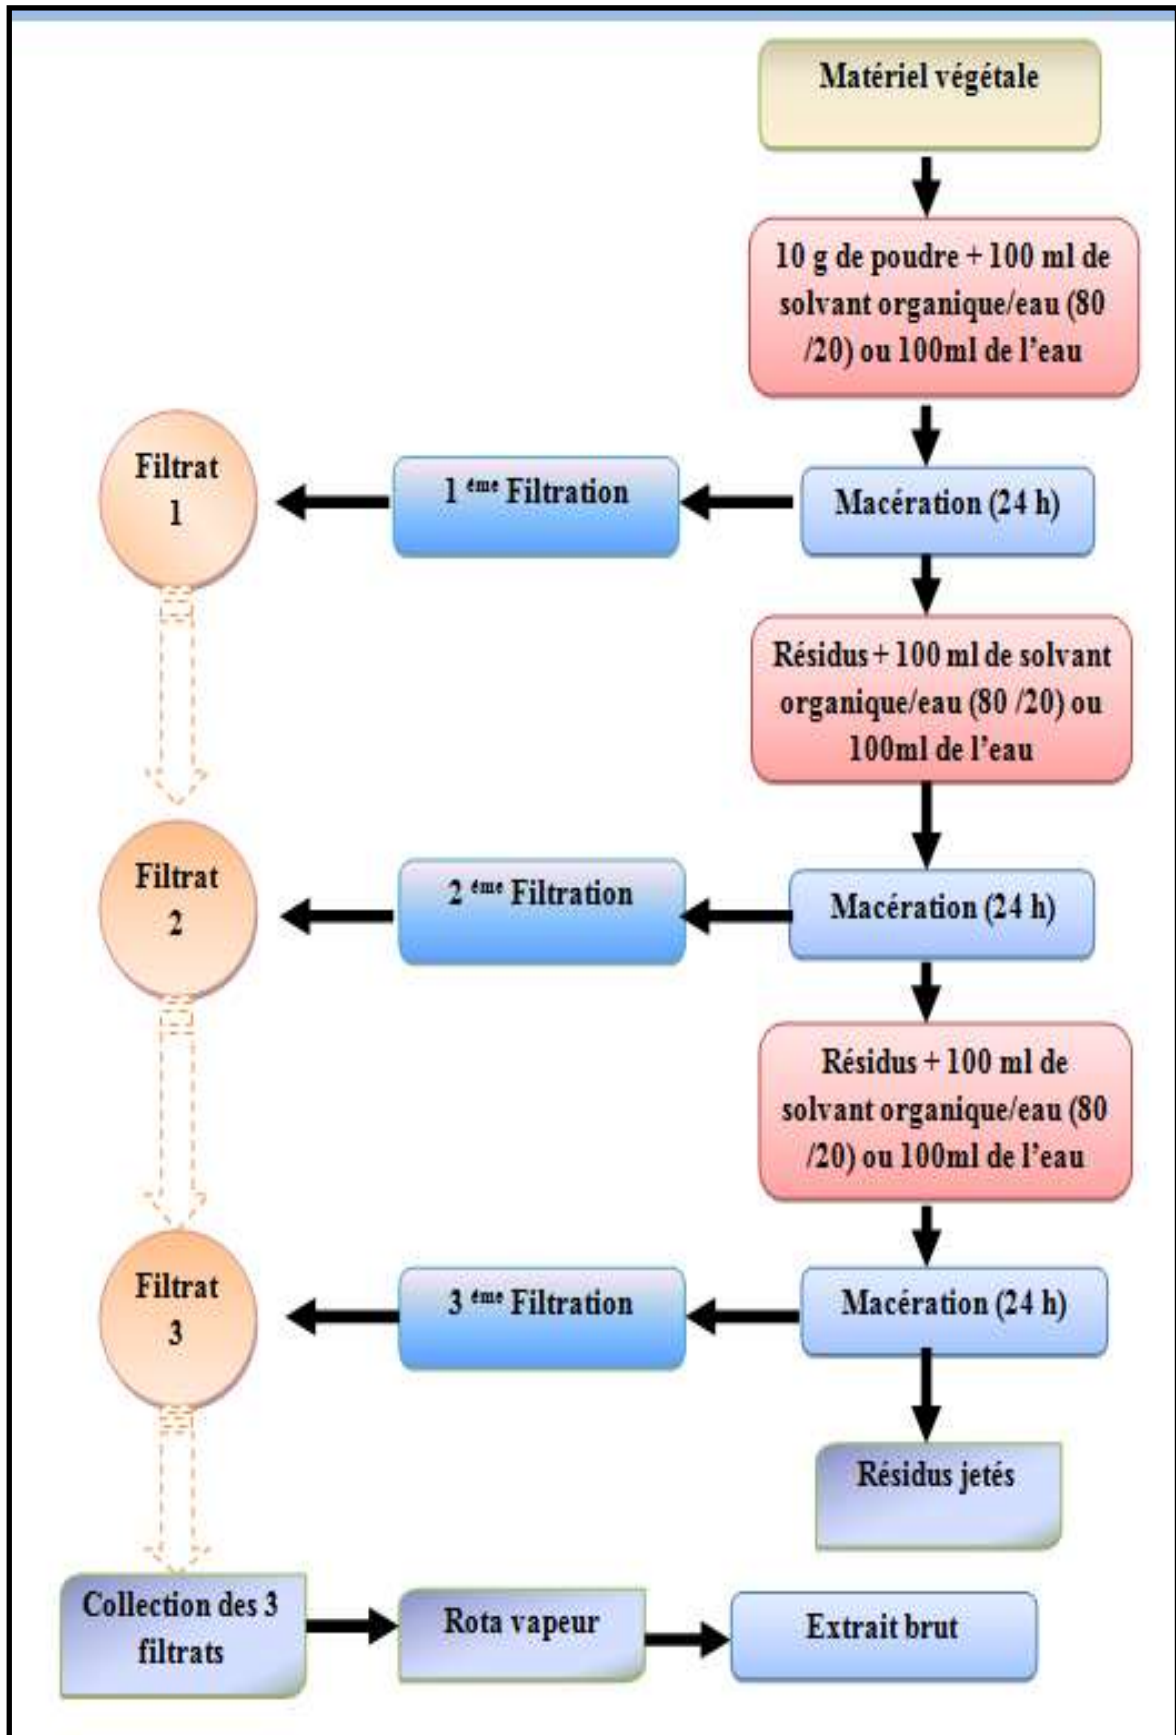 Matériel végétale
10 g de poudre + 100 ml de
solvant organique/eau (80
/20) ou 100ml de l’eau
Filtrat
1
1 éme Filtration
Macération (24 h)
Résidus + 100 ml de solvant
organique/eau (80 /20) ou
100ml de l’eau
Filtrat
2
2 éme Filtration
Macération (24 h)
Résidus + 100 ml de
solvant organique/eau (80
/20) ou 100ml de l’eau
Filtrat
3
3 éme Filtration
Macération (24 h)
Résidus jetés
Collection des 3
filtrats
Rota vapeur
Extrait brut